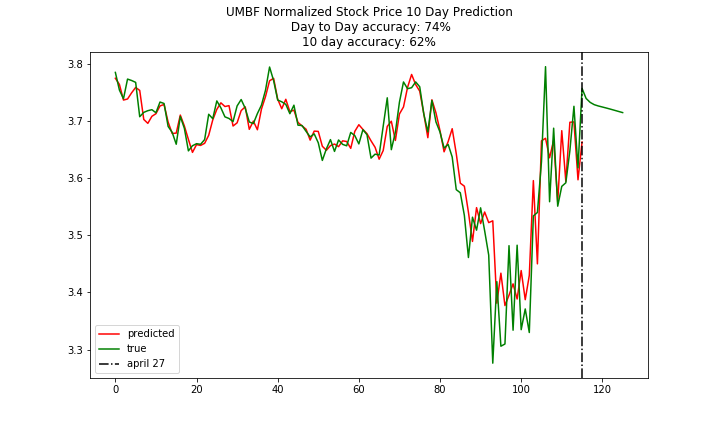 UMBF Normalized Stock Price 10 Day Prediction
Day to Day accuracy: 74%
10 day accuracy: 62%
3.8
3.7
3.6
3.5
3.4
3.3
predicted
true
april 27
0 20 40 60 80 100 120